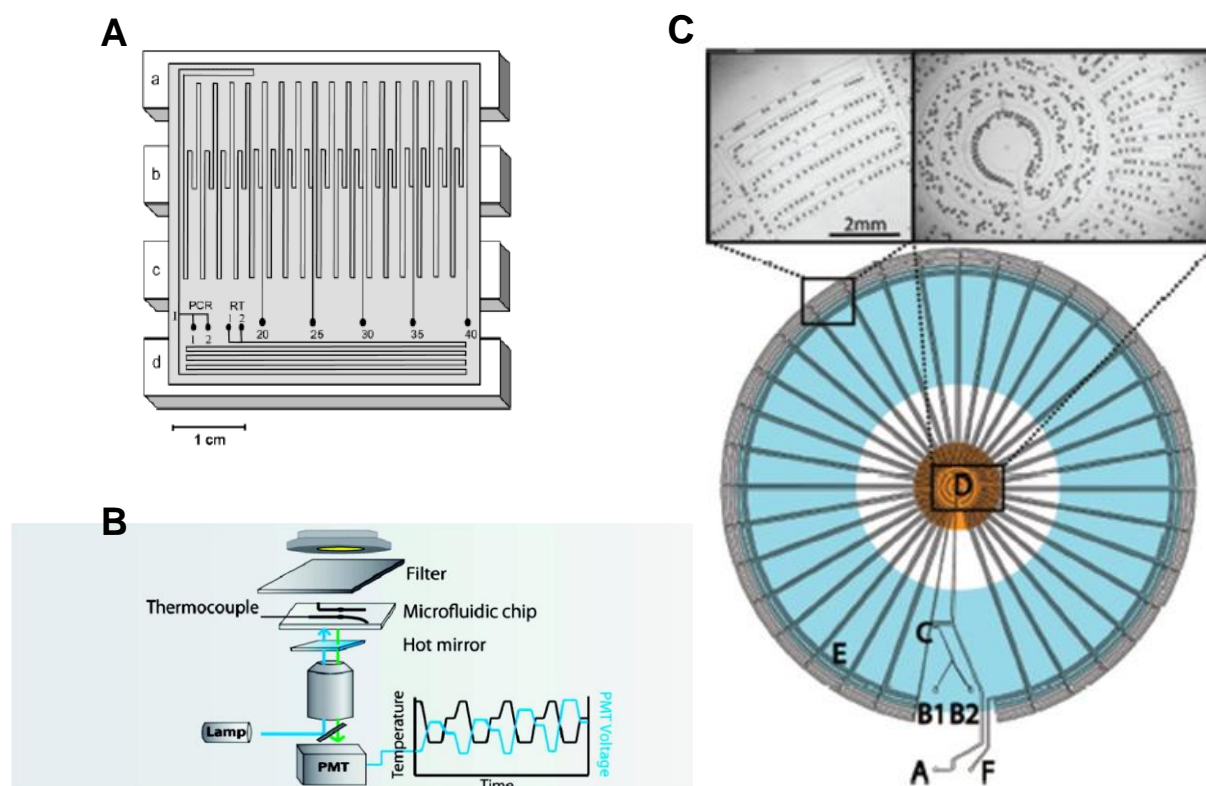 A
a
b
c
d
PCR RT
1 2 1 2
20 25 30 35 40
1 cm
B
Filter
Thermocouple
Microfluidic chip
Hot mirror
Lamp
PMT
Temperature
PMT Voltage
Time
C
2mm
D
C
E
B1 B2
A F